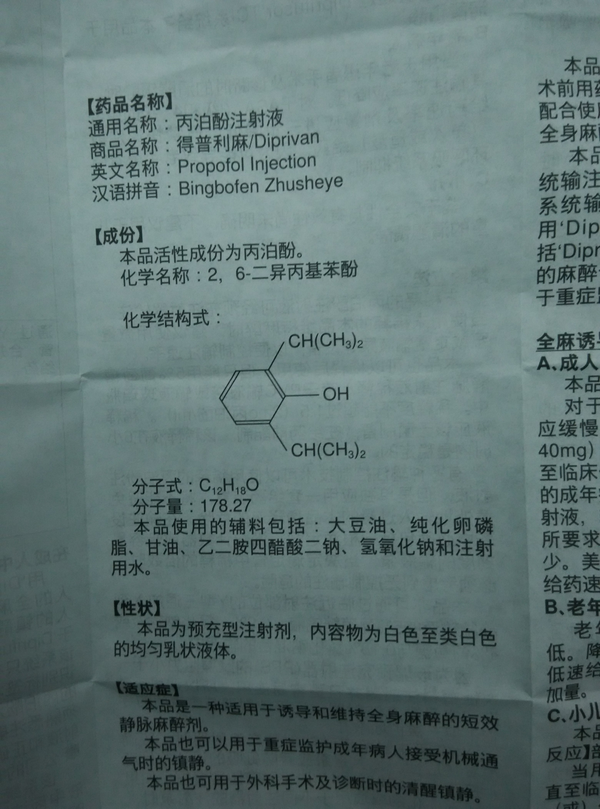 【药品名称】
通用名称：丙泊酚注射液
商品名称：得普利麻/Diprivan
英文名称：Propofol Injection
汉语拼音：Bingbofen Zhusheye
【成份】
本品活性成份为丙泊酚。
化学名称：2，6-二异丙基苯酚
化学结构式：
CH(CH₃)₂
OH
CH(CH₃)₂
分子式：C₁₂H₁₈O
分子量：178.27
本品使用的辅料包括：大豆油、纯化卵磷
脂、甘油、乙二胺四醋酸二钠、氢氧化钠和注射
用水。
【性状】
本品为预充型注射剂，内容物为白色至类白色
的均匀乳状液体。
【适应症】
本品是一种适用于诱导和维持全身麻醉的短效
静脉麻醉剂。
本品也可以用于重症监护成年病人接受机械通
气时的镇静。
本品也可用于外科手术及诊断时的清醒镇静。
本品
术前用药
配合使
全身麻
本品
统输注
系统输
用‘Dip
括‘Dipr
的麻醉
于重症监
全麻诱导
A、成人
本品
对于
应缓慢
40mg）
至临床
的成年
射液，
所要求
少。美
给药速
B、老年
老年
低。降
低速给
加量。
C、小儿
本品
反应】部
当用
直至临